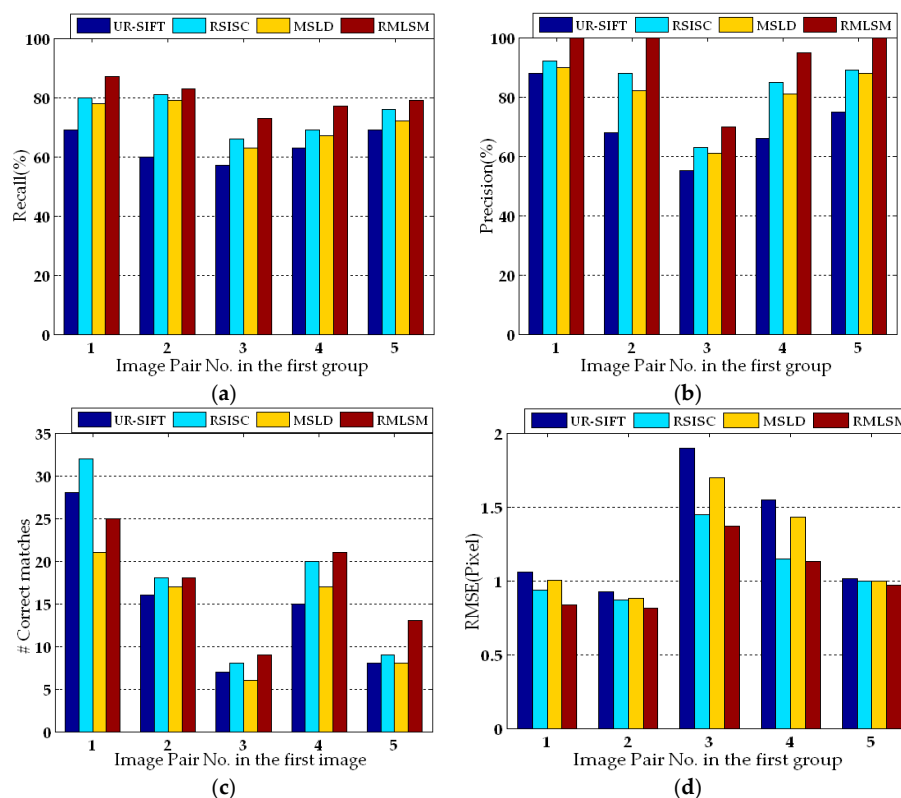 UR-SIFT RSISC MSLD RMLSM
100
80
60
40
20
0
Recall(%)
1 2 3 4 5
Image Pair No. in the first group
(a)
UR-SIFT RSISC MSLD RMLSM
100
80
60
40
20
0
Precision(%)
1 2 3 4 5
Image Pair No. in the first group
(b)
UR-SIFT RSISC MSLD RMLSM
35
30
25
20
15
10
5
0
# Correct matches
1 2 3 4 5
Image Pair No. in the first image
(c)
UR-SIFT RSISC MSLD RMLSM
2
1.5
1
0.5
0
RMSE(Pixel)
1 2 3 4 5
Image Pair No. in the first group
(d)